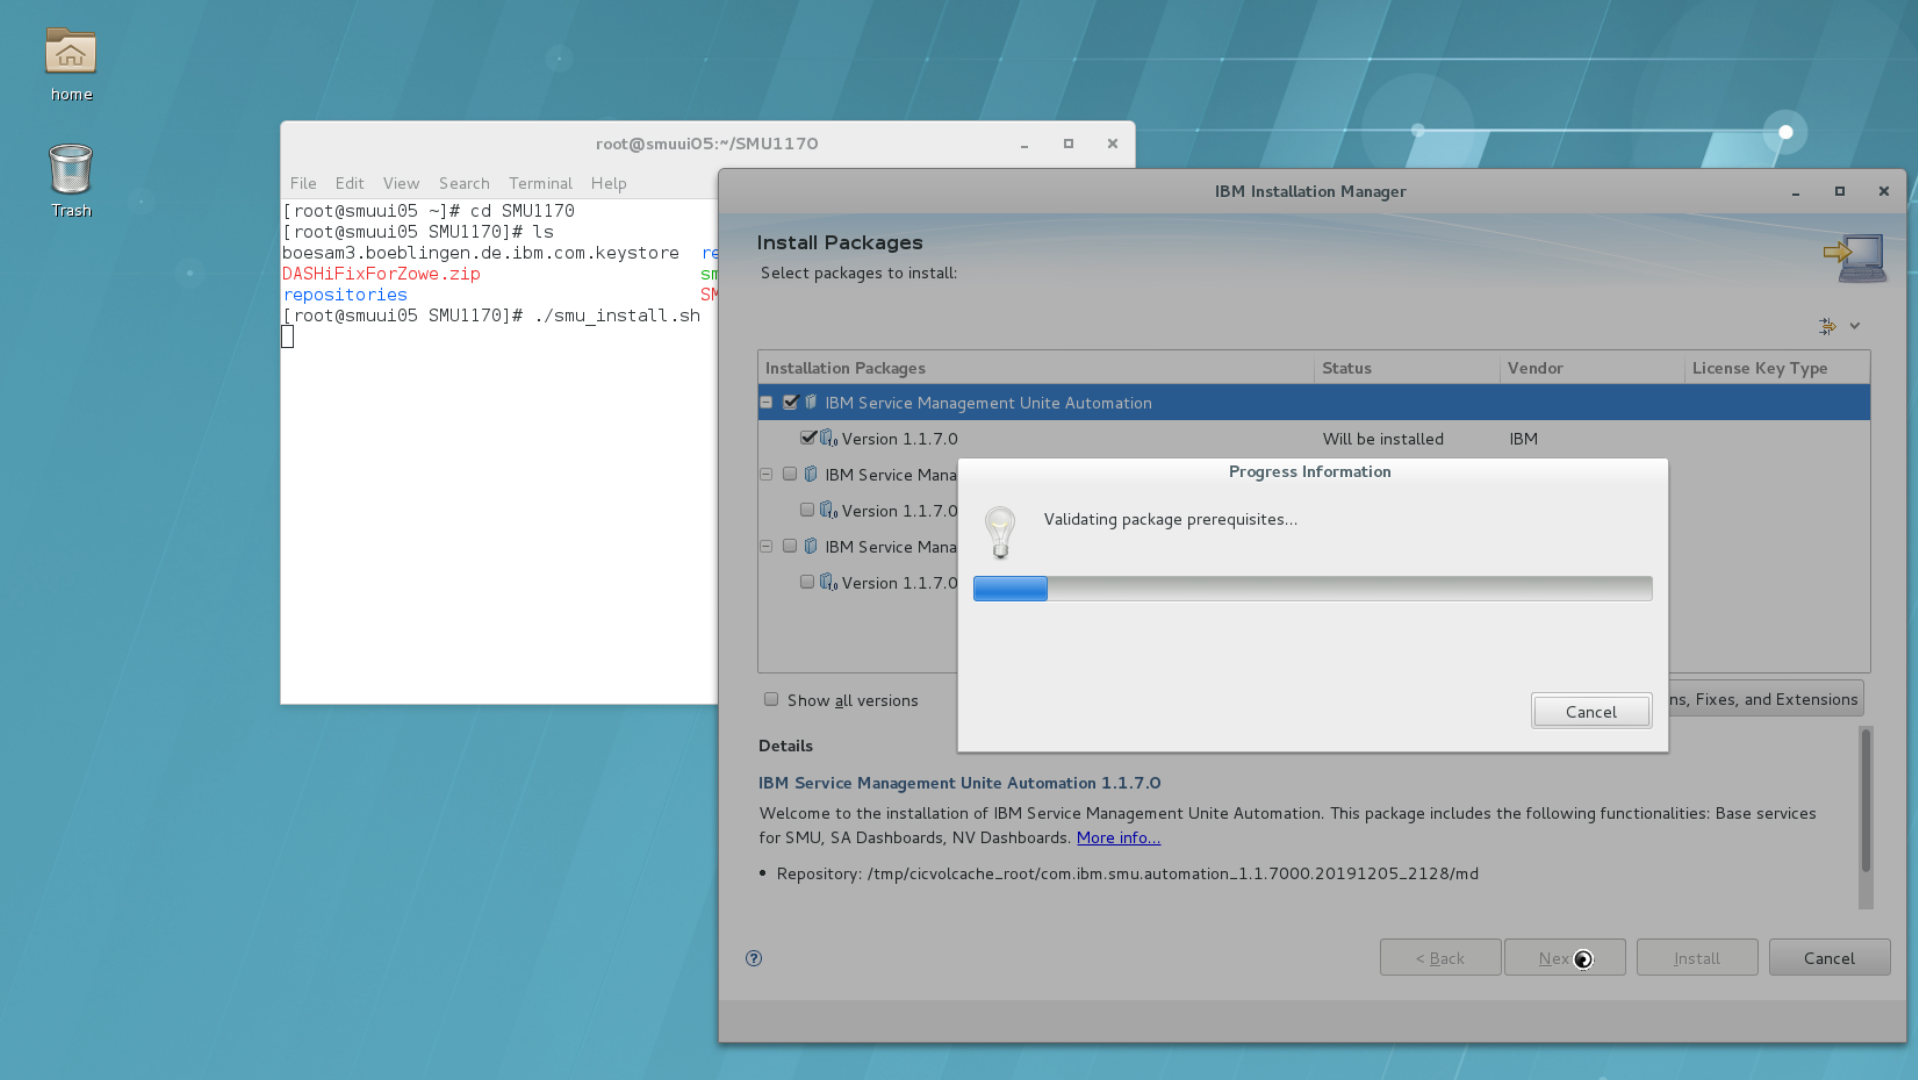 home
Trash
root@smuui05:~/SMU1170
File Edit View Search Terminal Help
[root@smuui05 ~]# cd SMU1170
[root@smuui05 SMU1170]# ls
boesam3.boeblingen.de.ibm.com.keystore re
DASHiFixForZowe.zip sm
repositories SM
[root@smuui05 SMU1170]# ./smu_install.sh
IBM Installation Manager
Install Packages
Select packages to install:
Installation Packages Status Vendor License Key Type
IBM Service Management Unite Automation
Version 1.1.7.0 Will be installed IBM
IBM Service Mana
Version 1.1.7.0
IBM Service Mana
Version 1.1.7.0
Progress Information
Validating package prerequisites...
Cancel
Show all versions
ns, Fixes, and Extensions
Details
IBM Service Management Unite Automation 1.1.7.0
Welcome to the installation of IBM Service Management Unite Automation. This package includes the following functionalities: Base services
for SMU, SA Dashboards, NV Dashboards. More info...
• Repository: /tmp/cicvolcache_root/com.ibm.smu.automation_1.1.7000.20191205_2128/md
? < Back Nex Install Cancel